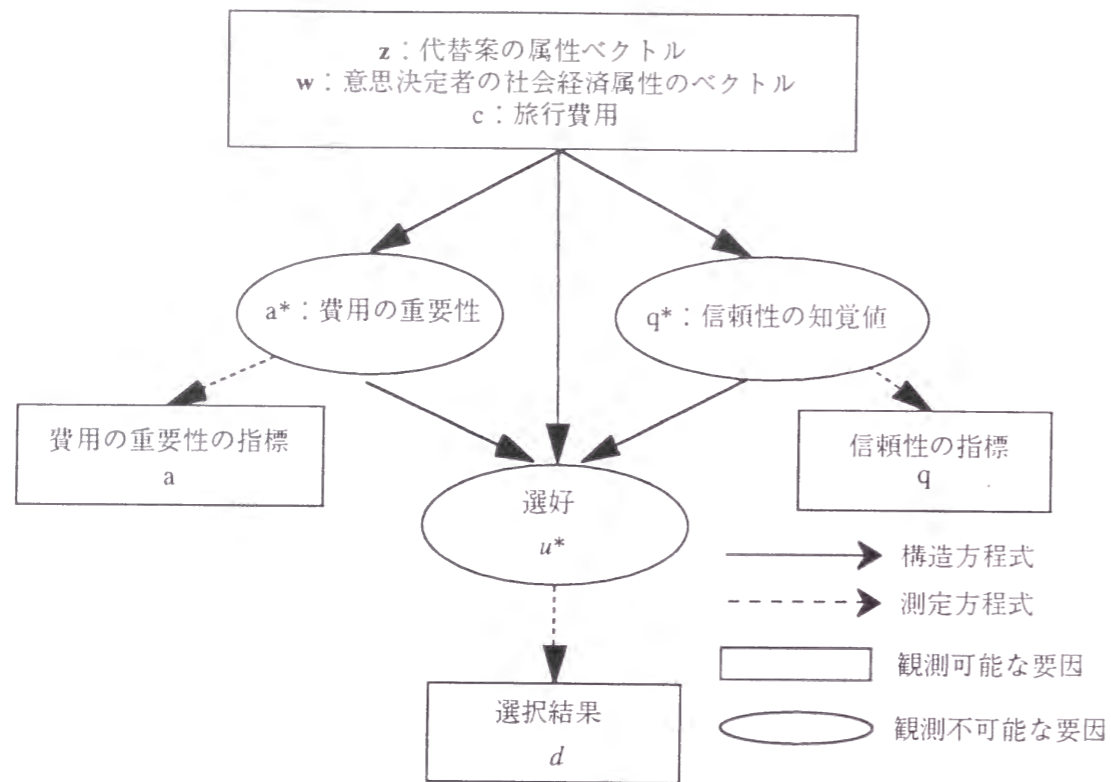 z：代替案の属性ベクトル
w：意思決定者の社会経済属性のベクトル
c：旅行費用
a*：費用の重要性
q*：信頼性の知覚値
費用の重要性の指標
a
信頼性の指標
q
選好
u*
構造方程式
測定方程式
選択結果
d
観測可能な要因
観測不可能な要因